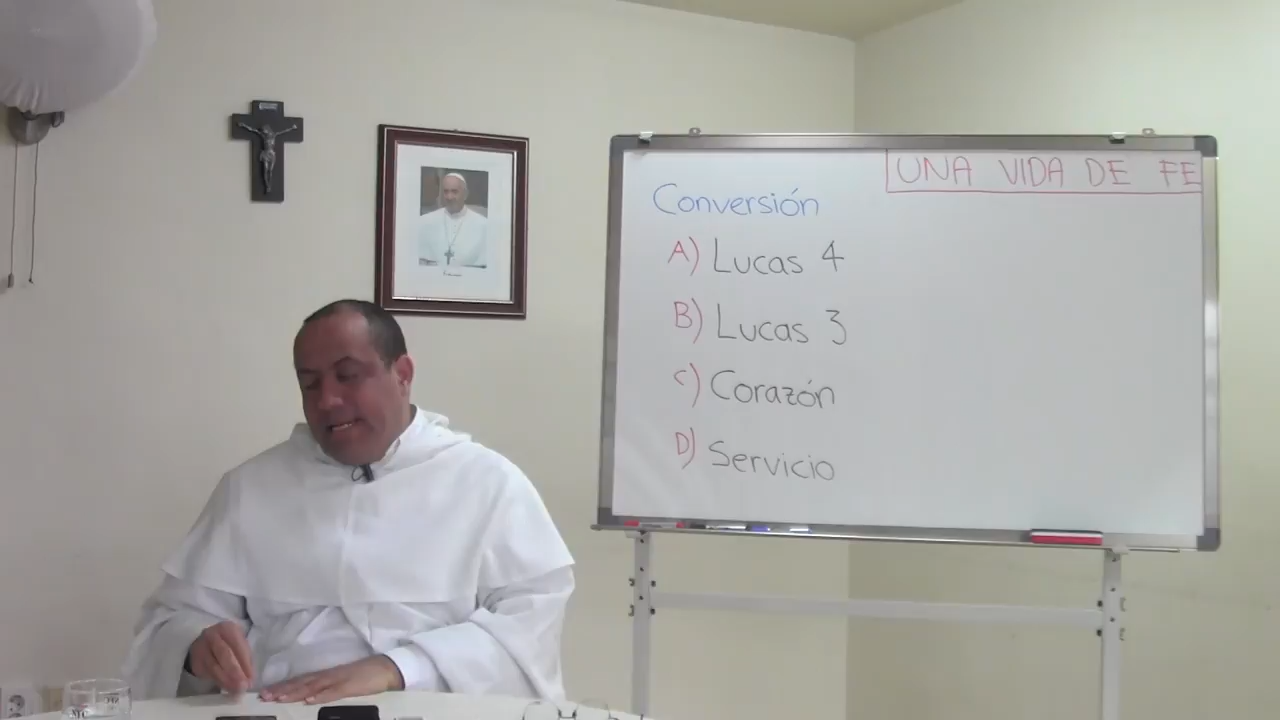 UNA VIDA DE FE
Conversión
A) Lucas 4
B) Lucas 3
C) Corazón
D) Servicio